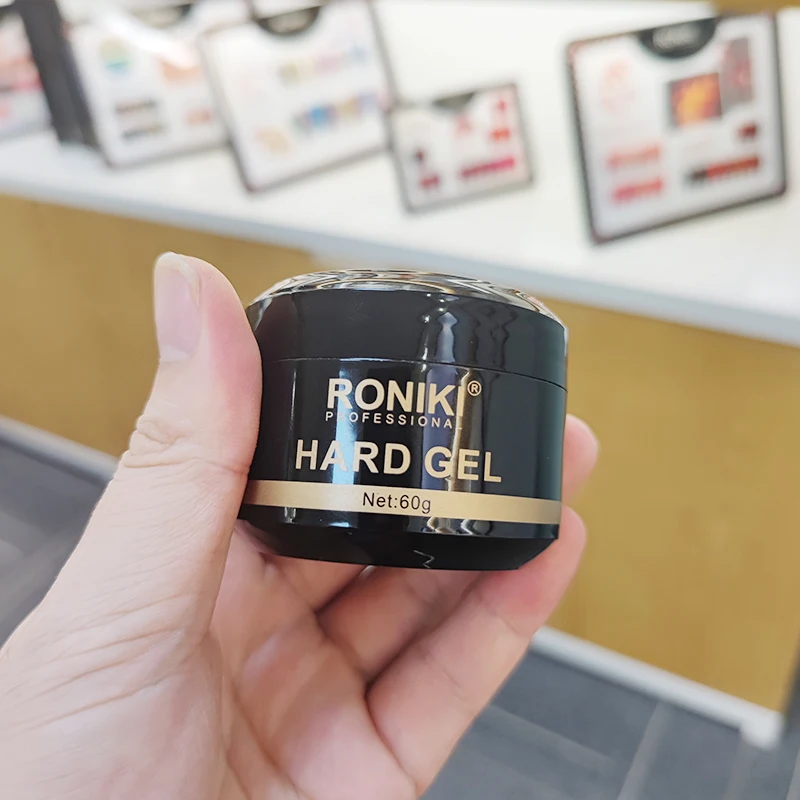 RONIKI®
PROFESSIONAL
HARD GEL
Net:60g